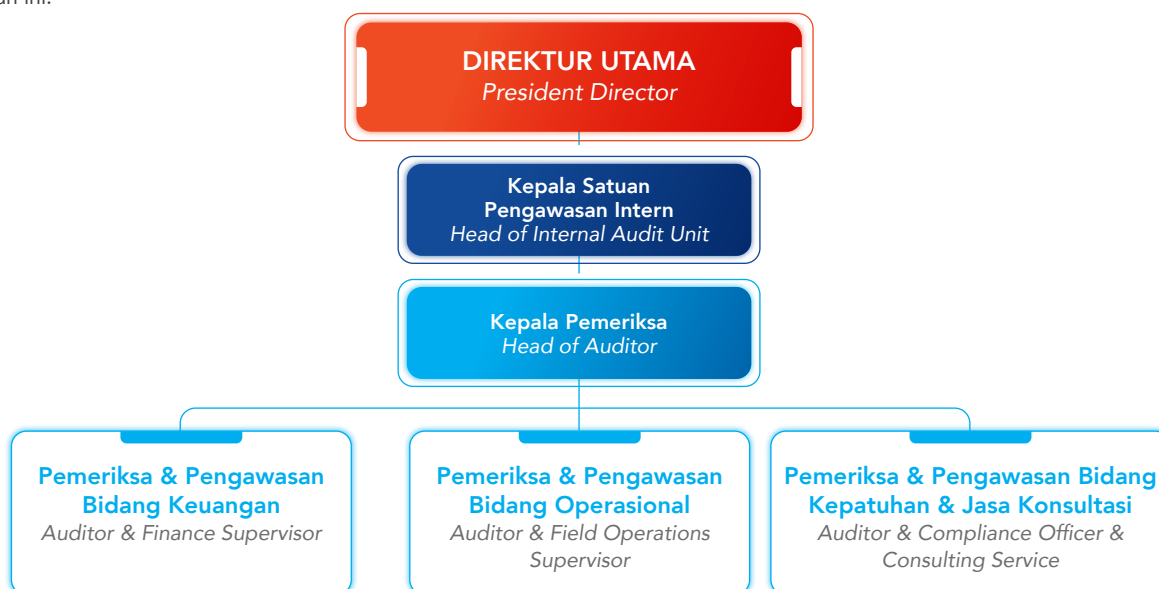 an ini.
DIREKTUR UTAMA
President Director
Kepala Satuan
Pengawasan Intern
Head of Internal Audit Unit
Kepala Pemeriksa
Head of Auditor
Pemeriksa & Pengawasan
Bidang Keuangan
Auditor & Finance Supervisor
Pemeriksa & Pengawasan
Bidang Operasional
Auditor & Field Operations
Supervisor
Pemeriksa & Pengawasan Bidang
Kepatuhan & Jasa Konsultasi
Auditor & Compliance Officer &
Consulting Service